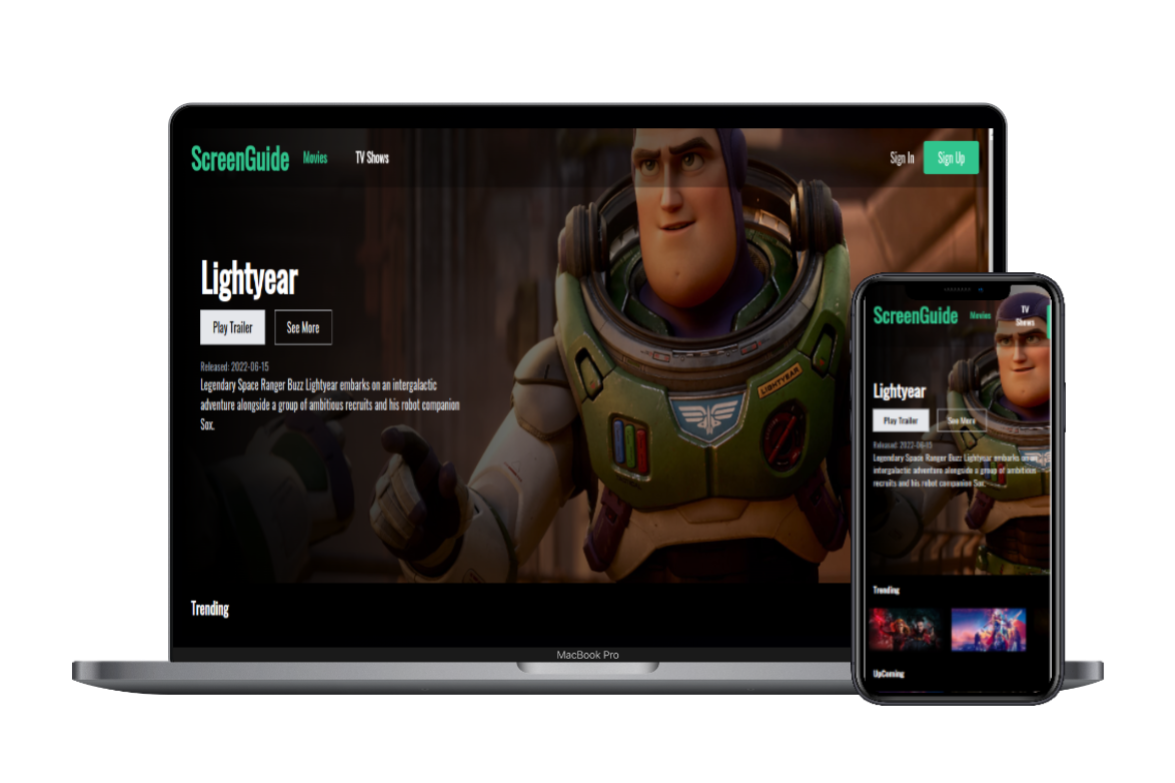 ScreenGuide Movies TV Shows Sign In Sign Up
Lightyear
Play Trailer See More
Released: 2022-06-15
Legendary Space Ranger Buzz Lightyear embarks on an intergalactic
adventure alongside a group of ambitious recruits and his robot companion
Sox.
LIGHTYEAR
Trending
MacBook Pro
ScreenGuide Movies TV
Shows
Lightyear
Play Trailer See More
Released: 2022-06-15
Legendary Space Ranger Buzz Lightyear embarks on an
intergalactic adventure alongside a group of ambitious
recruits and his robot companion Sox.
Trending
UpComing